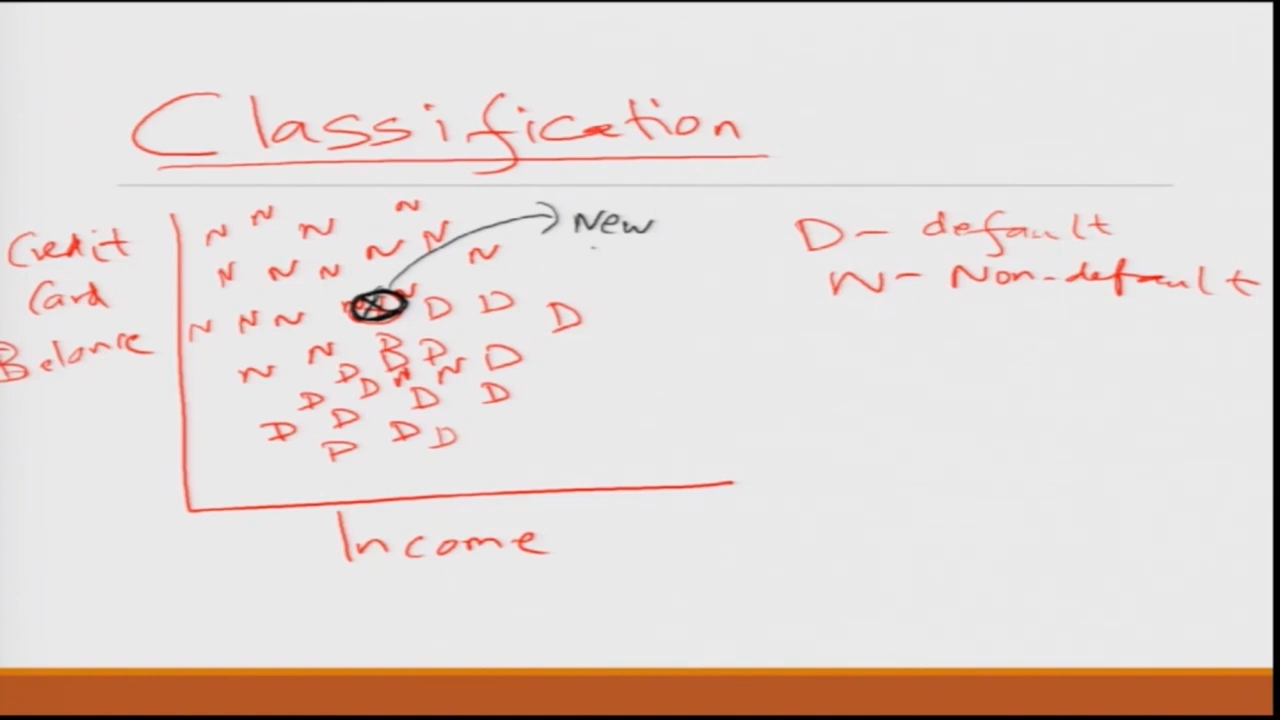 Classification
Credit
Card
Balance
New
D - default
N - Non-default
N N N N N
N N N N N
N N N N D D D
N N B D D
D D N N
D D D D
D D D D
D
Income